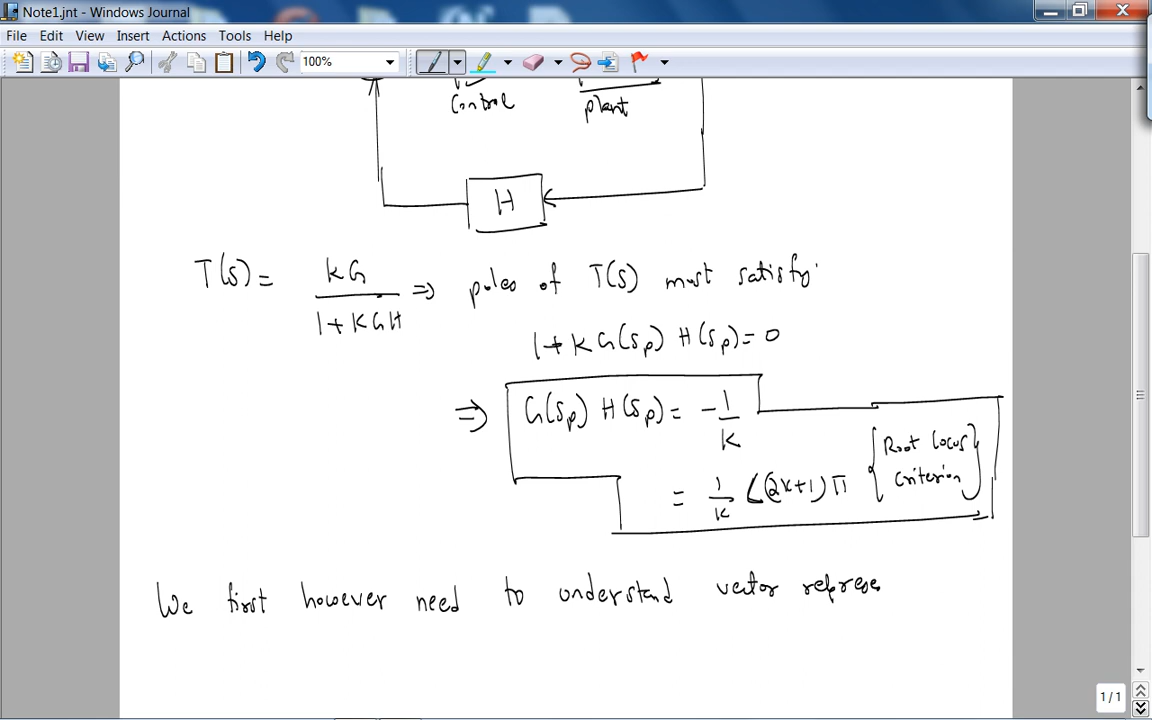 Note1.jnt - Windows Journal
File Edit View Insert Actions Tools Help
100%
Control
plant
H
T(s) = KG / 1 + KGH ⇒ poles of T(s) must satisfy:
1 + K G(sp) H(sp) = 0
⇒ G(sp) H(sp) = - 1/K
= 1/K ∠(2k+1)π {Root locus
Criterion}
We first however need to understand vector represe
1 / 1